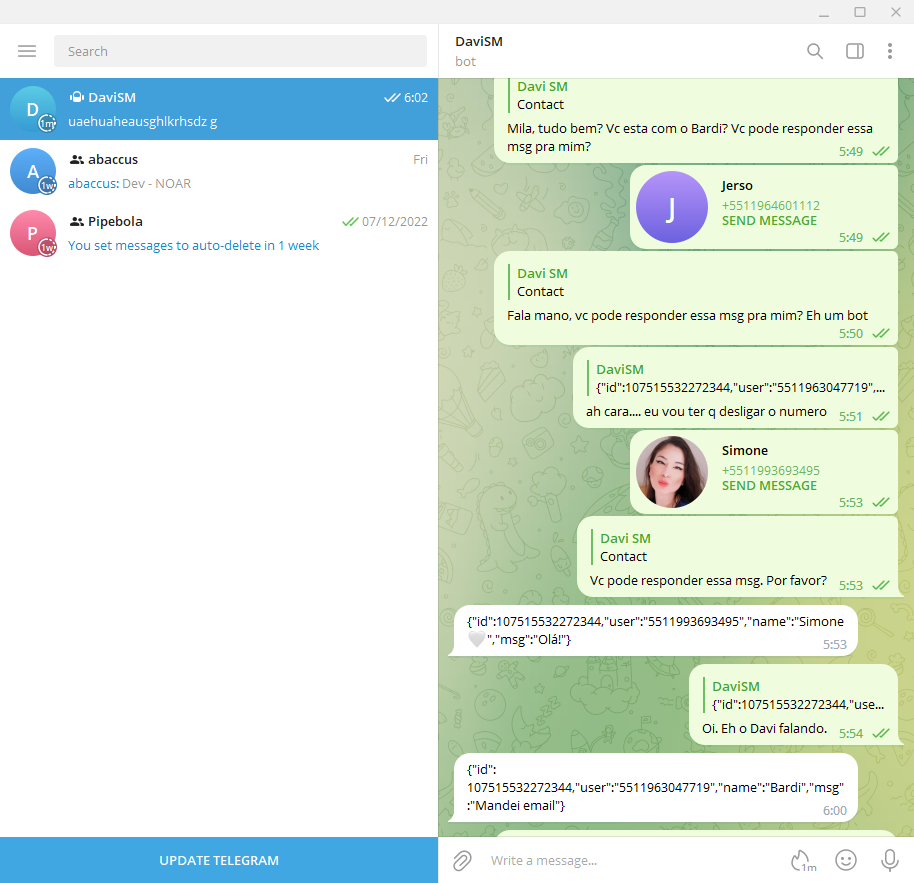 Search
DaviSM
6:02
uaehuaheausghlkrhsdz g
D
1m
abaccus
Fri
abaccus: Dev - NOAR
A
1w
Pipebola
07/12/2022
You set messages to auto-delete in 1 week
P
1w
UPDATE TELEGRAM
DaviSM
bot
Davi SM
Contact
Mila, tudo bem? Vc esta com o Bardi? Vc pode responder essa
msg pra mim?
5:49
J
Jerso
+5511964601112
SEND MESSAGE
5:49
Davi SM
Contact
Fala mano, vc pode responder essa msg pra mim? Eh um bot
5:50
DaviSM
{"id":107515532272344,"user":"5511963047719",...
ah cara.... eu vou ter q desligar o numero
5:51
Simone
+5511993693495
SEND MESSAGE
5:53
Davi SM
Contact
Vc pode responder essa msg. Por favor?
5:53
{"id":107515532272344,"user":"5511993693495","name":"Simone
🤍","msg":"Olá!"}
5:53
DaviSM
{"id":107515532272344,"use...
Oi. Eh o Davi falando.
5:54
{"id":
107515532272344,"user":"5511963047719","name":"Bardi","msg"
:"Mandei email"}
6:00
Write a message...
1m